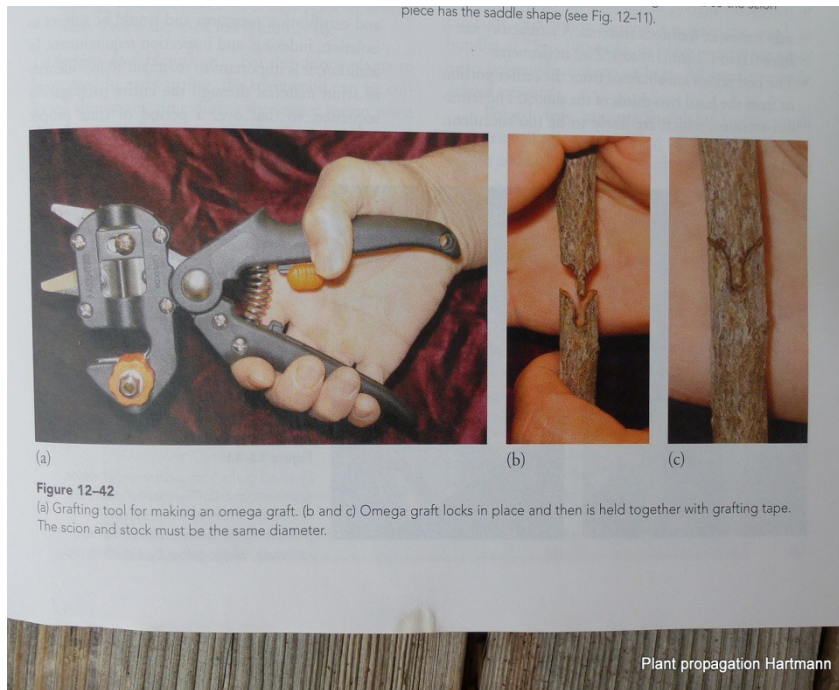 piece has the saddle shape (see Fig. 12–11).
(a)
(b)
(c)
Figure 12–42
(a) Grafting tool for making an omega graft. (b and c) Omega graft locks in place and then is held together with grafting tape.
The scion and stock must be the same diameter.
Plant propagation Hartmann